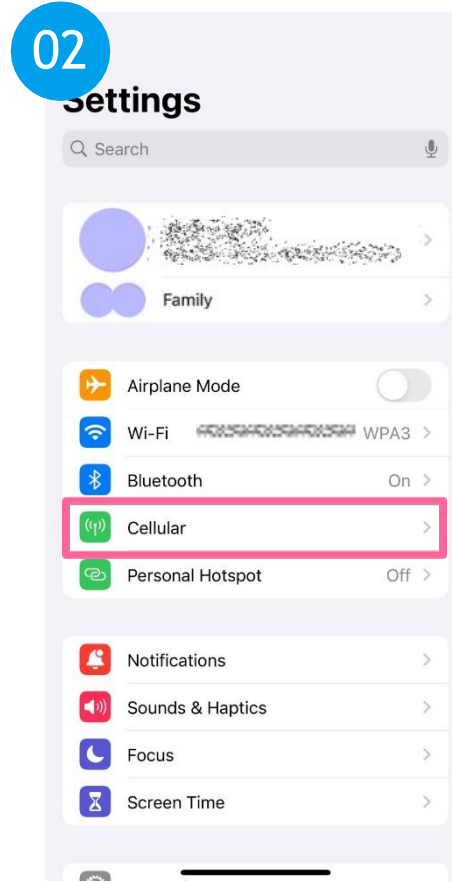 02
Settings
Search
Family
Airplane Mode
Wi-Fi WPA3
Bluetooth On
Cellular
Personal Hotspot Off
Notifications
Sounds & Haptics
Focus
Screen Time